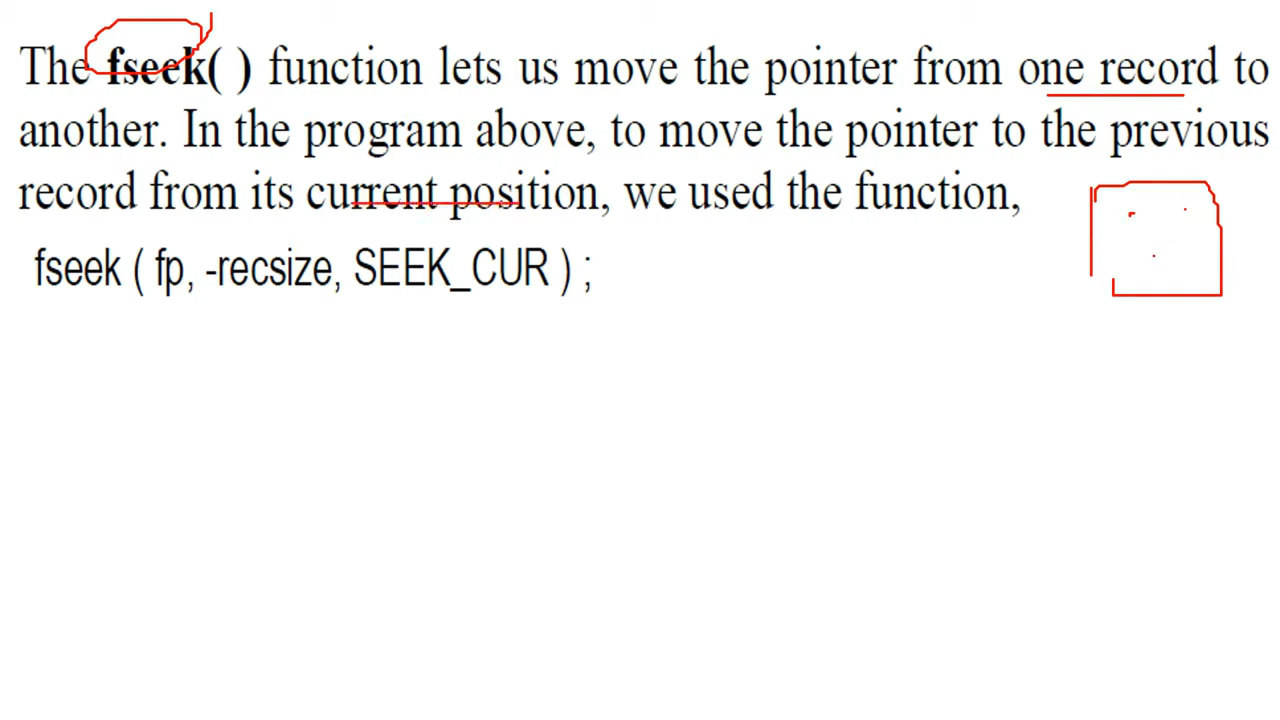 The fseek( ) function lets us move the pointer from one record to
another. In the program above, to move the pointer to the previous
record from its current position, we used the function,
fseek ( fp, -recsize, SEEK_CUR ) ;